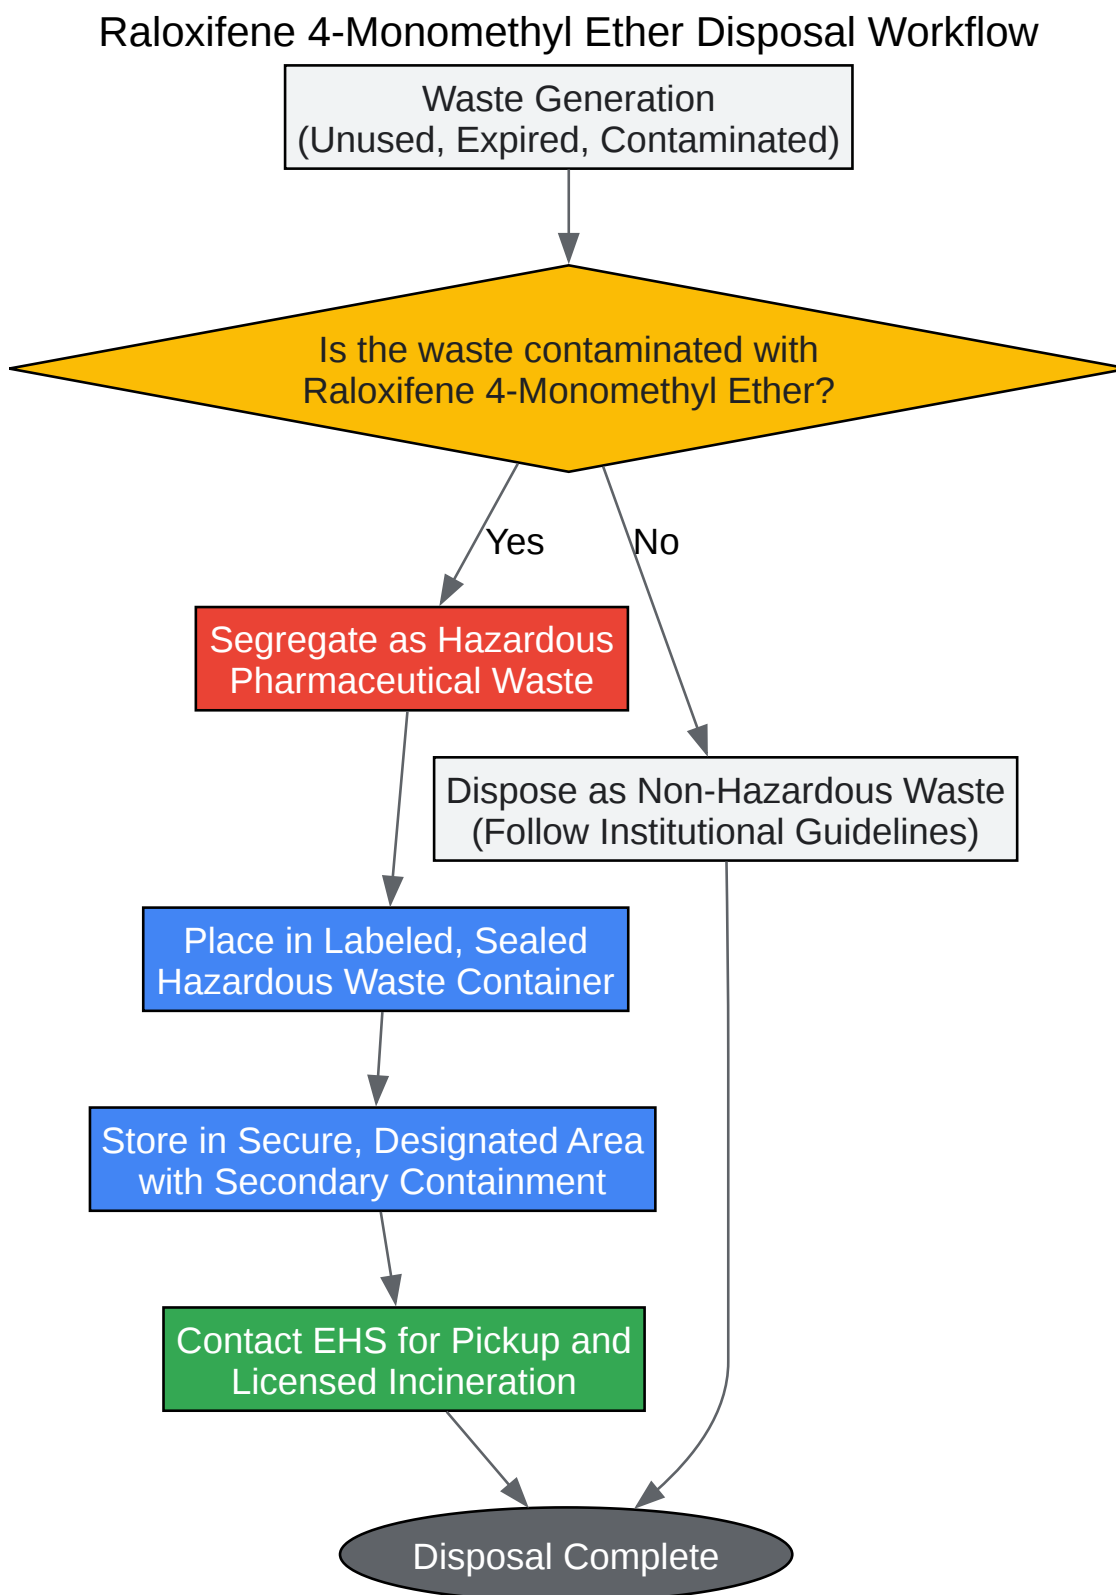 Raloxifene 4-Monomethyl Ether Disposal Workflow
Waste Generation
(Unused, Expired, Contaminated)
Is the waste contaminated with
Raloxifene 4-Monomethyl Ether?
Yes
No
Segregate as Hazardous
Pharmaceutical Waste
Dispose as Non-Hazardous Waste
(Follow Institutional Guidelines)
Place in Labeled, Sealed
Hazardous Waste Container
Store in Secure, Designated Area
with Secondary Containment
Contact EHS for Pickup and
Licensed Incineration
Disposal Complete